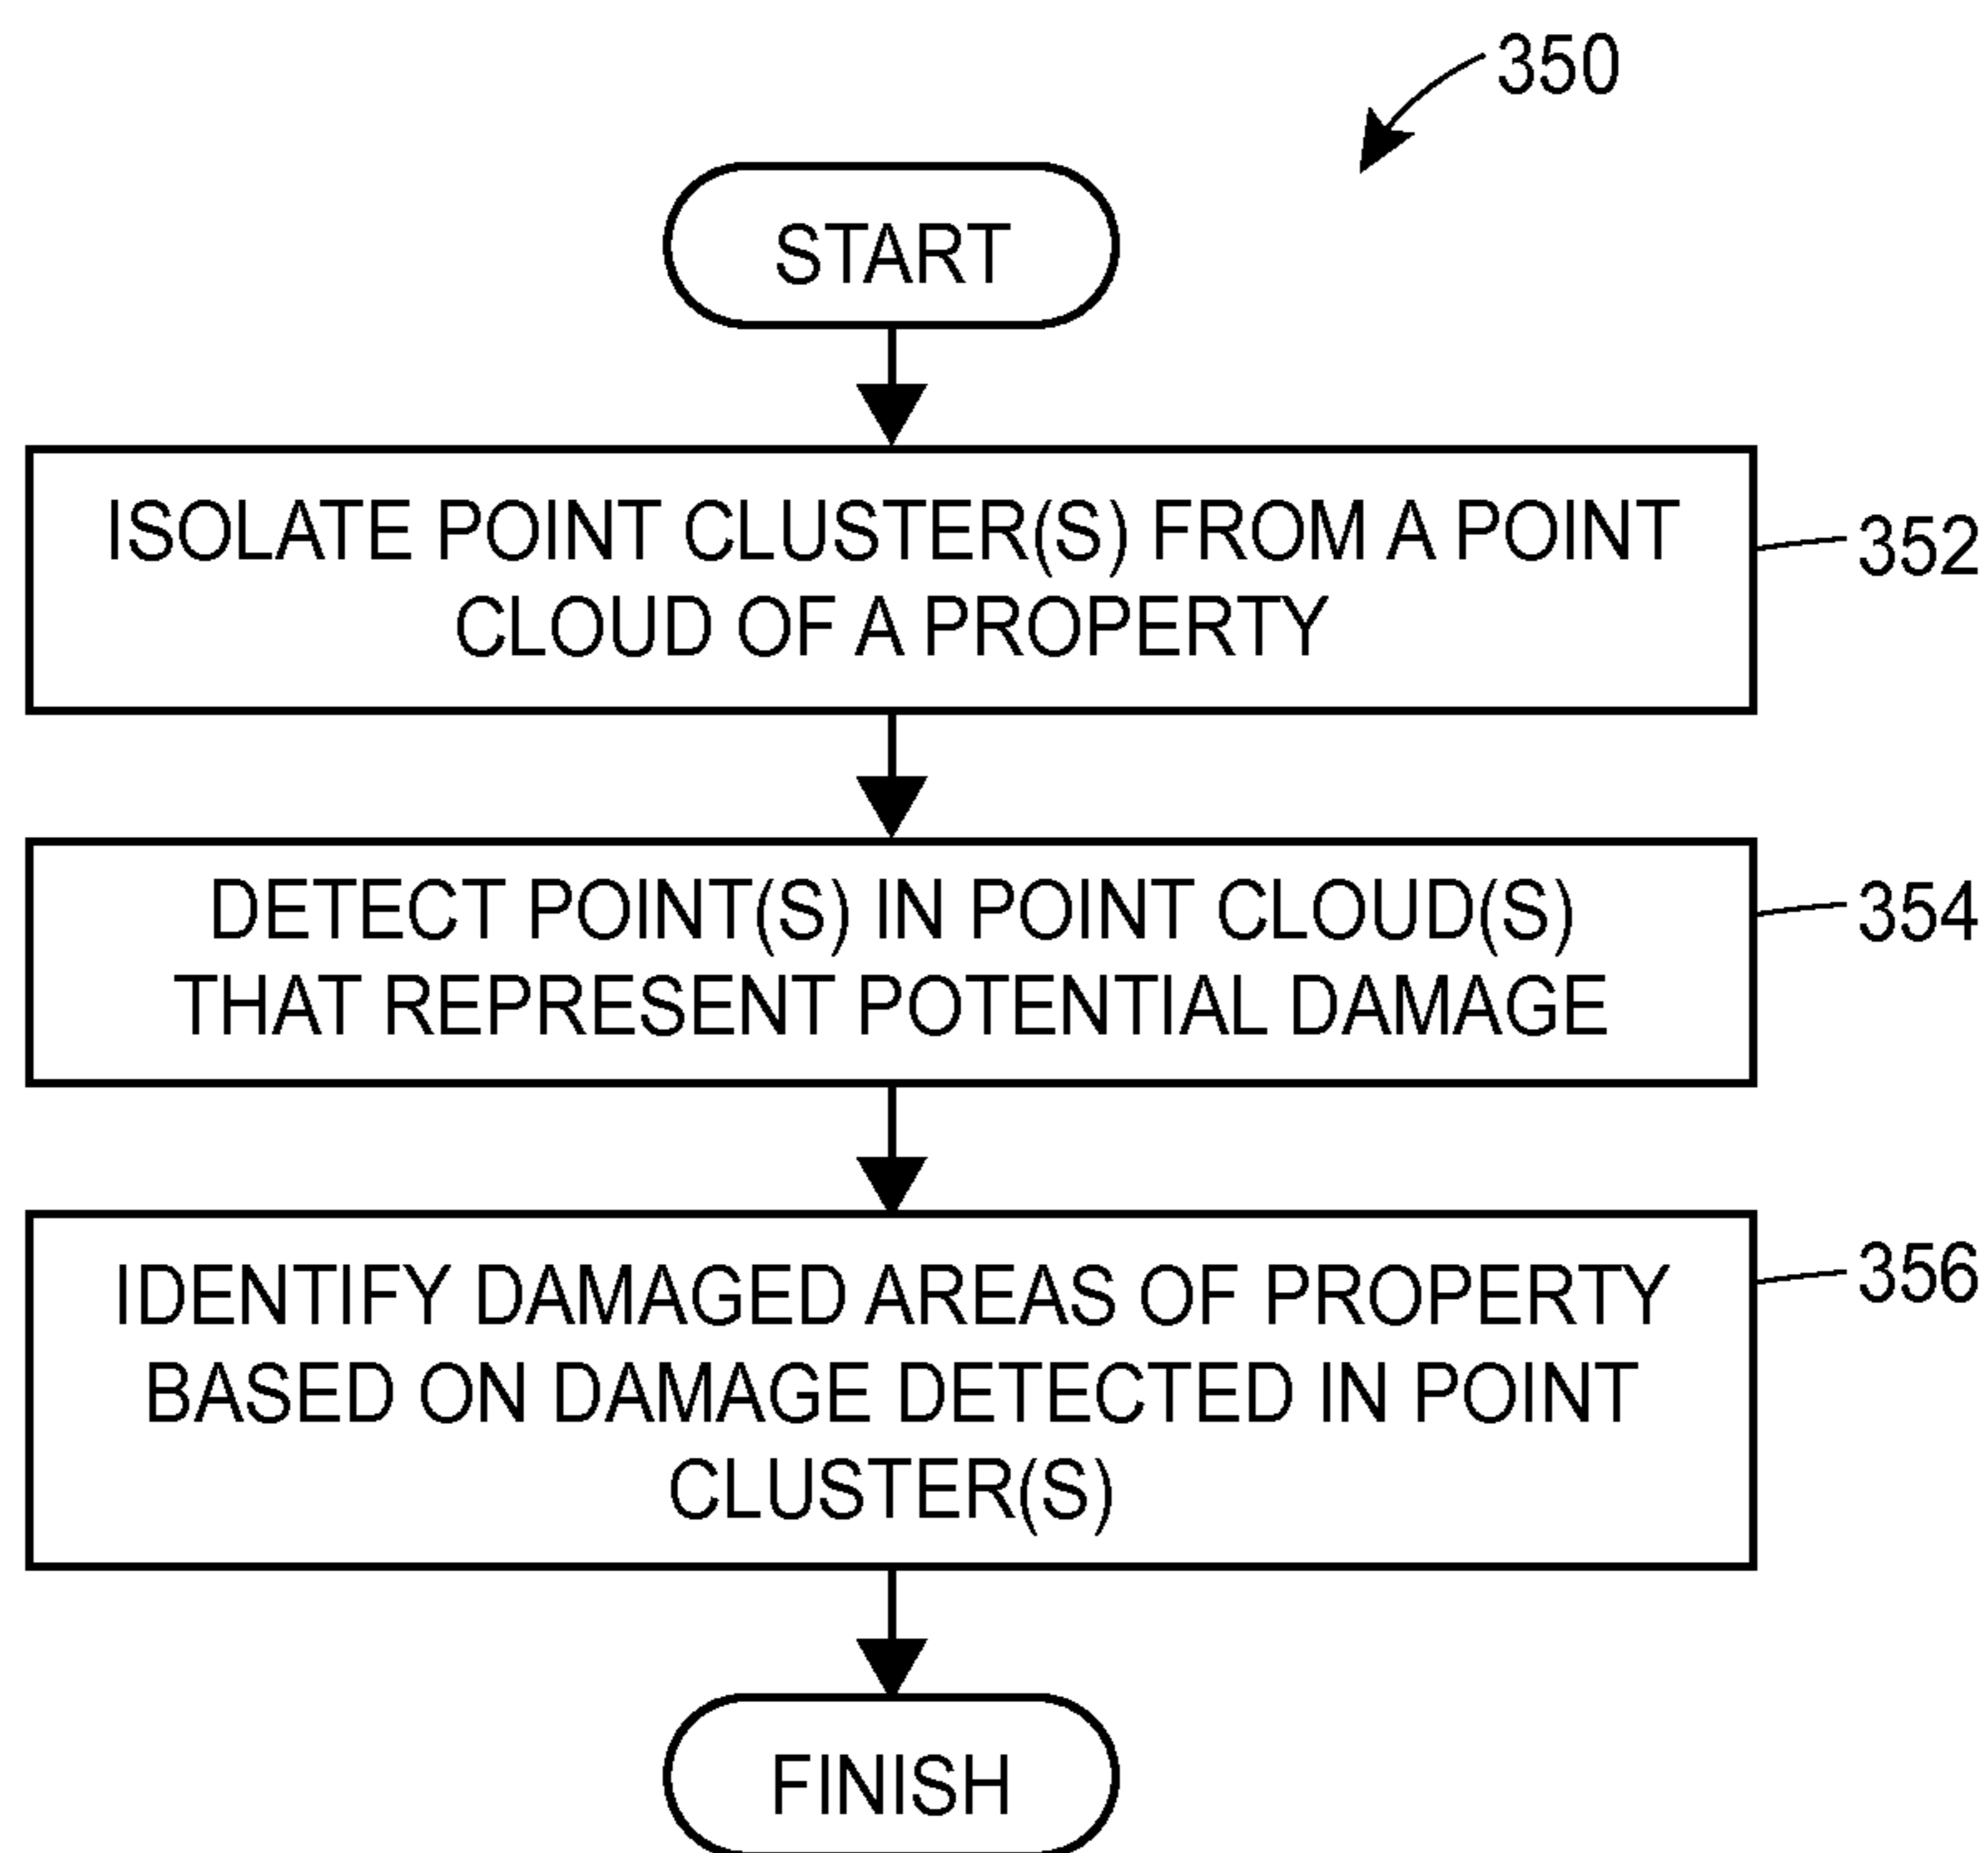 350
START
ISOLATE POINT CLUSTER(S) FROM A POINT
CLOUD OF A PROPERTY
352
DETECT POINT(S) IN POINT CLOUD(S)
THAT REPRESENT POTENTIAL DAMAGE
354
IDENTIFY DAMAGED AREAS OF PROPERTY
BASED ON DAMAGE DETECTED IN POINT
CLUSTER(S)
356
FINISH